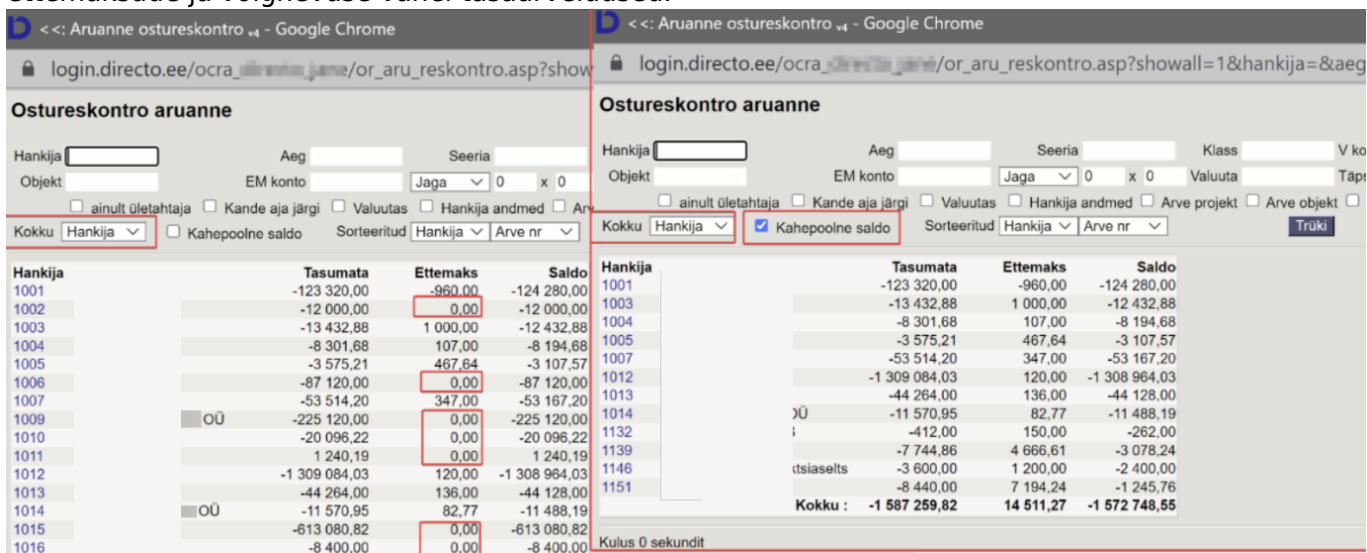 <<: Aruanne ostureskontro v4 - Google Chrome
login.directo.ee/ocra_ /or_aru_reskontro.asp?show
Ostureskontro aruanne
Hankija Aeg Seeria
Objekt EM konto Jaga 0 x 0
ainult ületahtaja Kande aja järgi Valuutas Hankija andmed
Kokku Hankija Kahepoolne saldo Sorteeritud Hankija Arve nr
Hankija Tasumata Ettemaks Saldo
1001 -123 320,00 -960,00 -124 280,00
1002 -12 000,00 0,00 -12 000,00
1003 -13 432,88 1 000,00 -12 432,88
1004 -8 301,68 107,00 -8 194,68
1005 -3 575,21 467,64 -3 107,57
1006 -87 120,00 0,00 -87 120,00
1007 -53 514,20 347,00 -53 167,20
1009 OÜ -225 120,00 0,00 -225 120,00
1010 -20 096,22 0,00 -20 096,22
1011 1 240,19 0,00 1 240,19
1012 -1 309 084,03 120,00 -1 308 964,03
1013 -44 264,00 136,00 -44 128,00
1014 OÜ -11 570,95 82,77 -11 488,19
1015 -613 080,82 0,00 -613 080,82
1016 -8 400,00 0,00 -8 400,00
<<: Aruanne ostureskontro v4 - Google Chrome
login.directo.ee/ocra_ /or_aru_reskontro.asp?showall=1&hankija=&aeg
Ostureskontro aruanne
Hankija Aeg Seeria Klass V ko
Objekt EM konto Jaga 0 x 0 Valuuta Täps
ainult ületahtaja Kande aja järgi Valuutas Hankija andmed Arve projekt Arve objekt
Kokku Hankija Kahepoolne saldo Sorteeritud Hankija Arve nr Trüki
Hankija Tasumata Ettemaks Saldo
1001 -123 320,00 -960,00 -124 280,00
1003 -13 432,88 1 000,00 -12 432,88
1004 -8 301,68 107,00 -8 194,68
1005 -3 575,21 467,64 -3 107,57
1007 -53 514,20 347,00 -53 167,20
1012 -1 309 084,03 120,00 -1 308 964,03
1013 -44 264,00 136,00 -44 128,00
1014 OÜ -11 570,95 82,77 -11 488,19
1132 -412,00 150,00 -262,00
1139 -7 744,86 4 666,61 -3 078,24
1146 ktsiaselts -3 600,00 1 200,00 -2 400,00
1151 -8 440,00 7 194,24 -1 245,76
Kokku : -1 587 259,82 14 511,27 -1 572 748,55
Kulus 0 sekundit